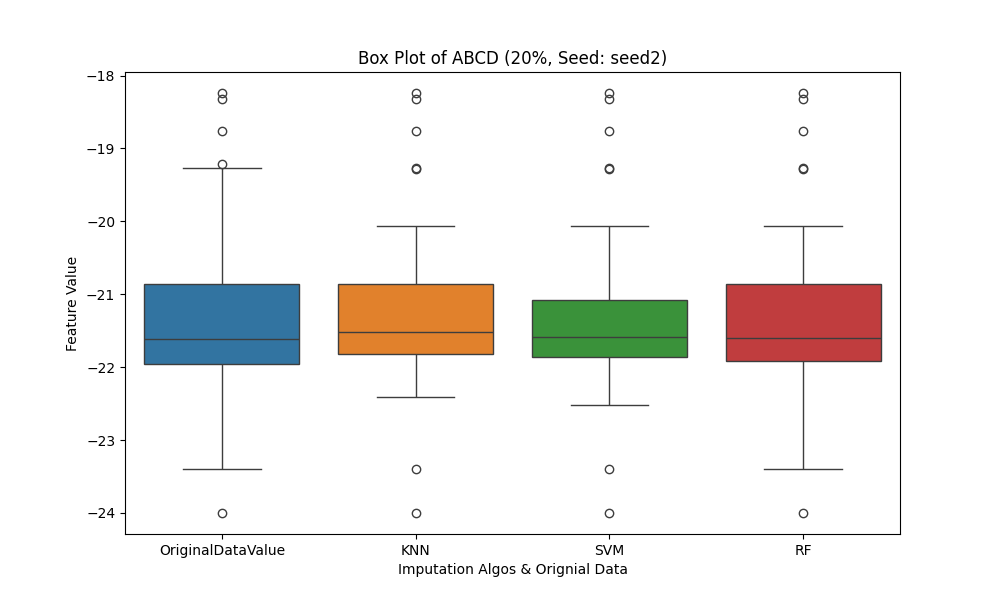 Box Plot of ABCD (20%, Seed: seed2)
−18
−19
−20
−21
−22
−23
−24
Feature Value
OriginalDataValue
KNN
SVM
RF
Imputation Algos & Orignial Data